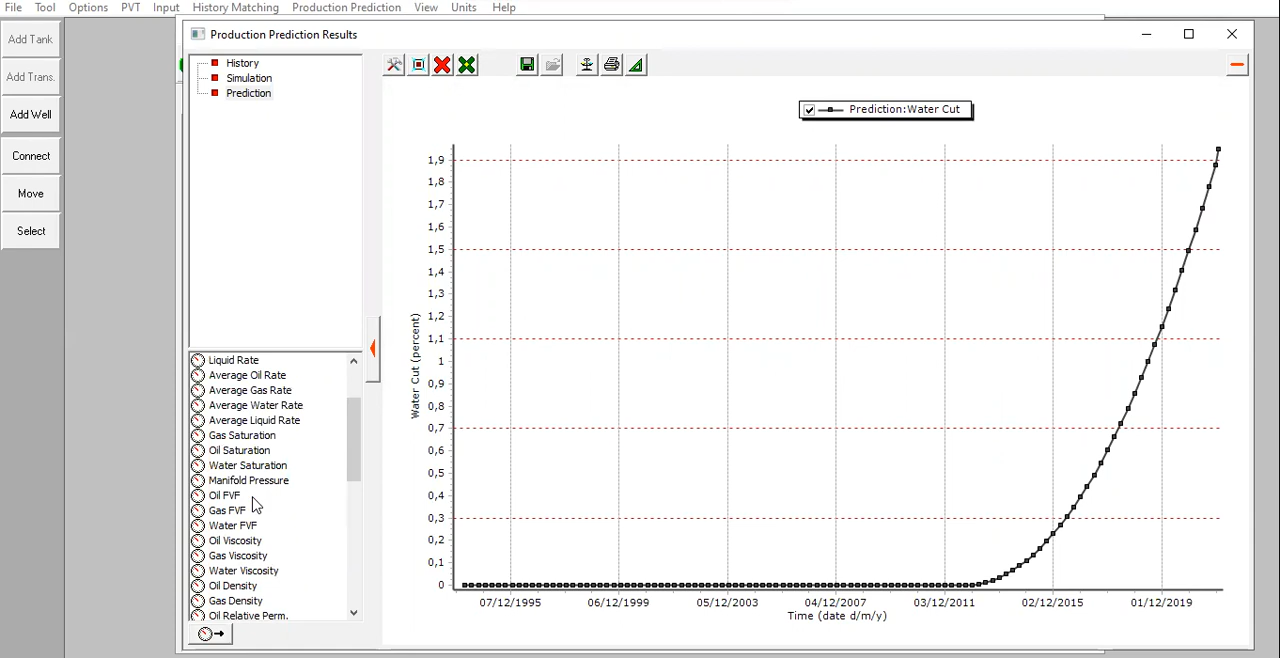 File Tool Options PVT Input History Matching Production Prediction View Units Help
Add Tank
Add Trans.
Add Well
Connect
Move
Select
Production Prediction Results
History
Simulation
Prediction
Liquid Rate
Average Oil Rate
Average Gas Rate
Average Water Rate
Average Liquid Rate
Gas Saturation
Oil Saturation
Water Saturation
Manifold Pressure
Oil FVF
Gas FVF
Water FVF
Oil Viscosity
Gas Viscosity
Water Viscosity
Oil Density
Gas Density
Oil Relative Perm.
Prediction:Water Cut
Water Cut (percent)
1,9
1,8
1,7
1,6
1,5
1,4
1,3
1,2
1,1
1
0,9
0,8
0,7
0,6
0,5
0,4
0,3
0,2
0,1
0
07/12/1995 06/12/1999 05/12/2003 04/12/2007 03/12/2011 02/12/2015 01/12/2019
Time (date d/m/y)